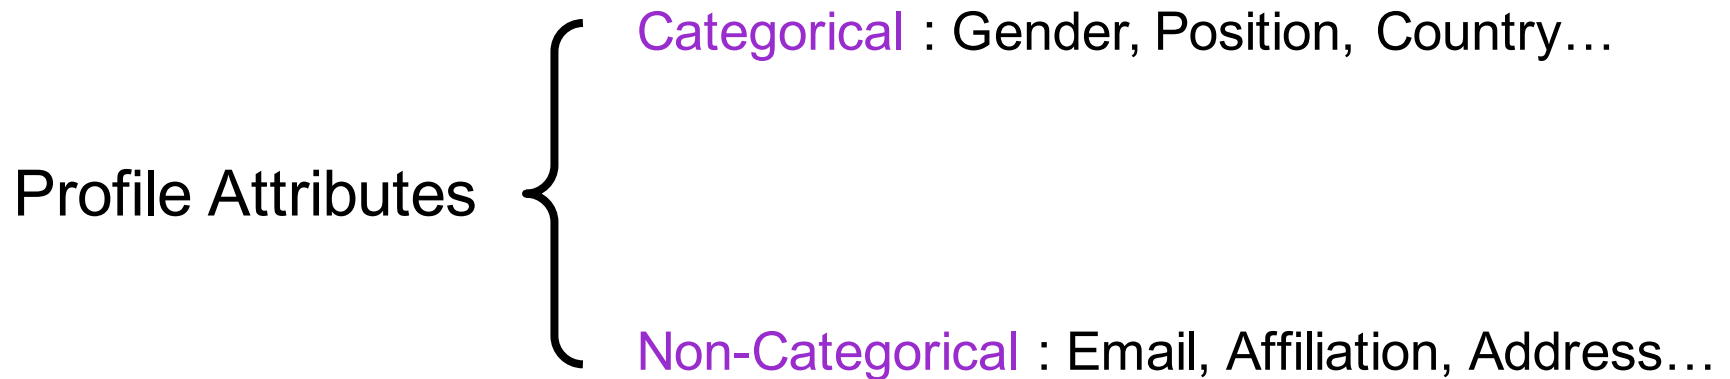 Categorical : Gender, Position, Country…
Profile Attributes
Non-Categorical : Email, Affiliation, Address…